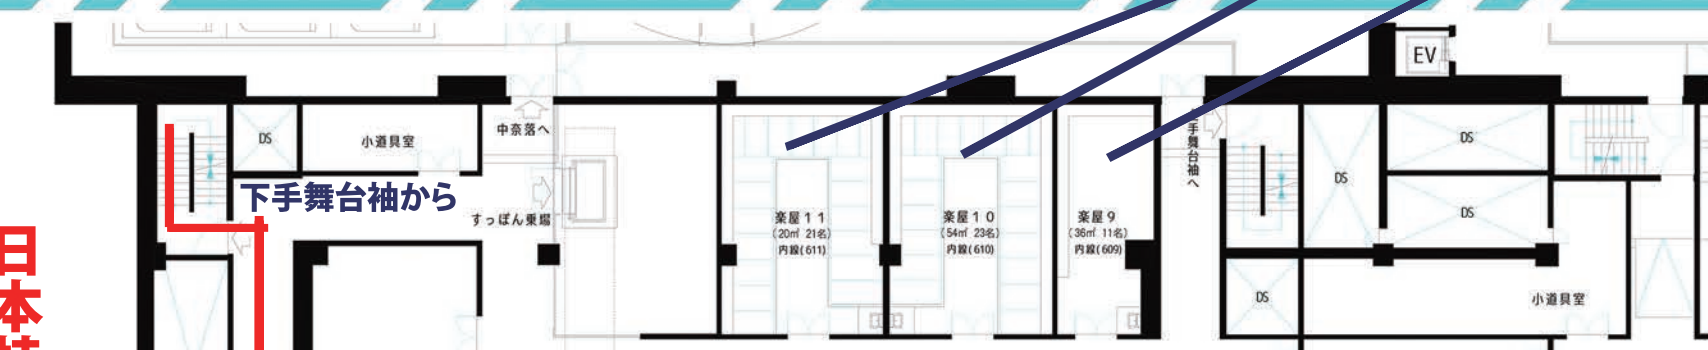 EV
DS
小道具室
中奈落へ
下手舞台袖から
すっぽん乗場
楽屋11
(20㎡ 21名)
内線(611)
楽屋10
(54㎡ 23名)
内線(610)
楽屋9
(36㎡ 11名)
内線(609)
手舞台袖へ
DS
DS
DS
DS
小道具室
日本